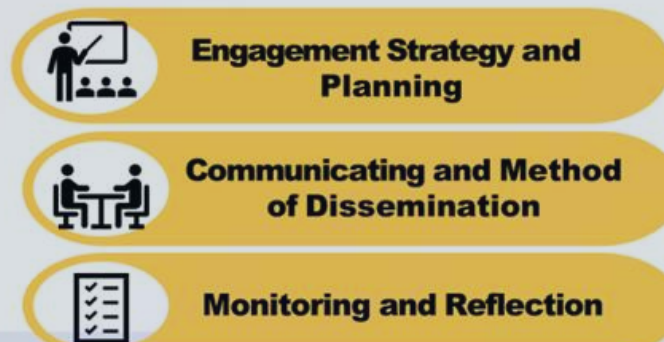 Engagement Strategy and
Planning
Communicating and Method
of Dissemination
Monitoring and Reflection